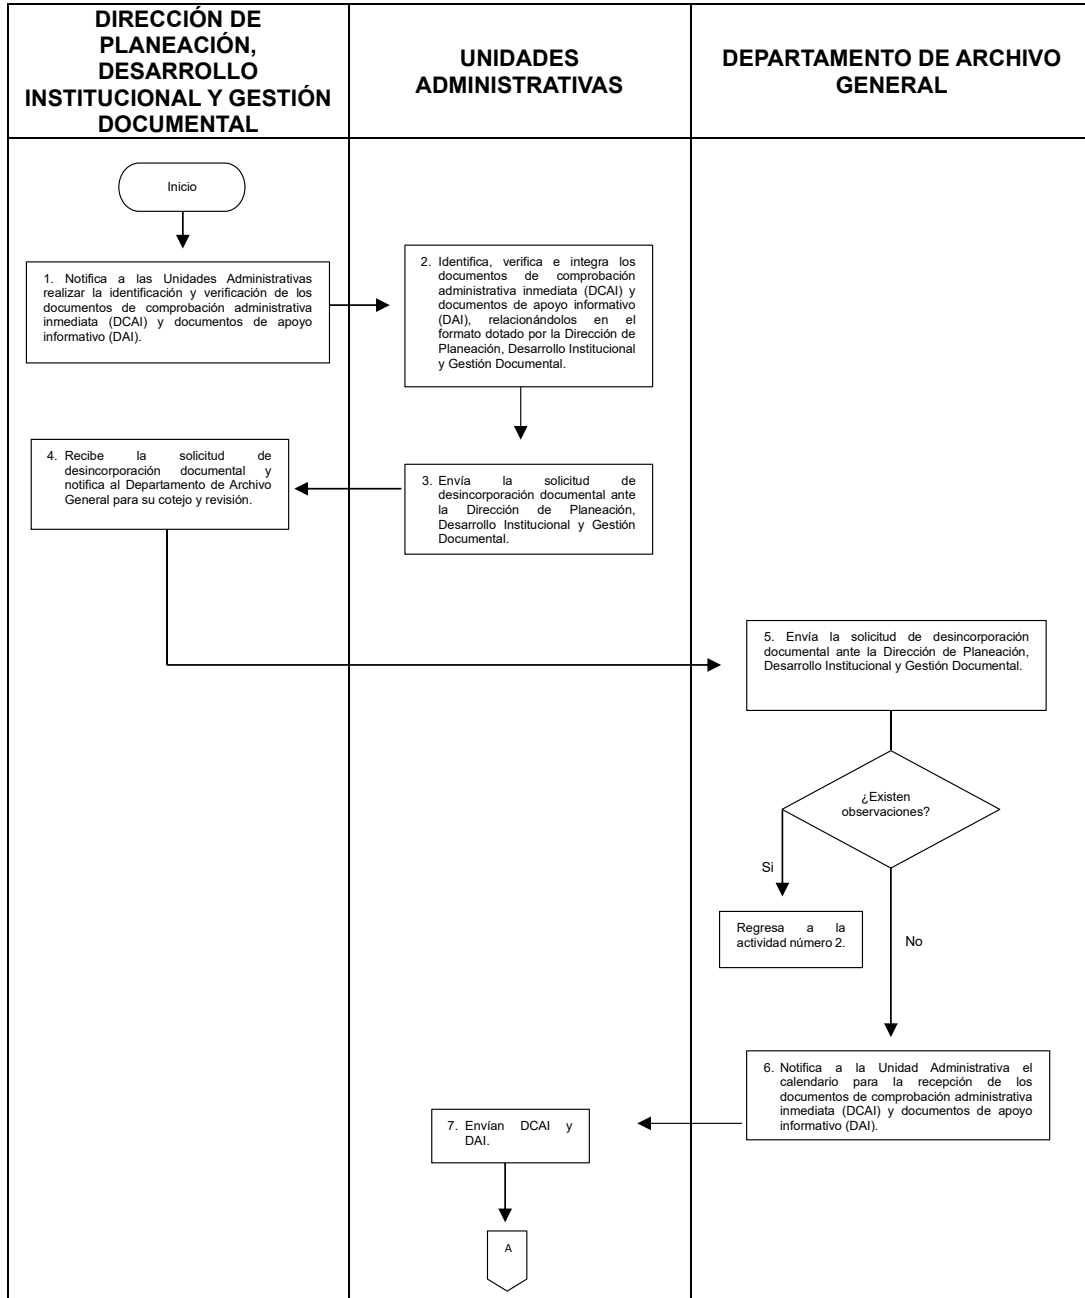 DIRECCIÓN DE
PLANEACIÓN,
DESARROLLO
INSTITUCIONAL Y GESTIÓN
DOCUMENTAL
UNIDADES
ADMINISTRATIVAS
DEPARTAMENTO DE ARCHIVO
GENERAL
Inicio
1. Notifica a las Unidades Administrativas
realizar la identificación y verificación de los
documentos de comprobación administrativa
inmediata (DCAI) y documentos de apoyo
informativo (DAI).
2. Identifica, verifica e integra los
documentos de comprobación
administrativa inmediata (DCAI) y
documentos de apoyo informativo
(DAI), relacionándolos en el
formato dotado por la Dirección de
Planeación, Desarrollo Institucional
y Gestión Documental.
3. Envía la solicitud de
desincorporación documental ante
la Dirección de Planeación,
Desarrollo Institucional y Gestión
Documental.
4. Recibe la solicitud de
desincorporación documental y
notifica al Departamento de Archivo
General para su cotejo y revisión.
5. Envía la solicitud de desincorporación
documental ante la Dirección de Planeación,
Desarrollo Institucional y Gestión Documental.
¿Existen
observaciones?
Si
Regresa a la
actividad número 2.
No
6. Notifica a la Unidad Administrativa el
calendario para la recepción de los
documentos de comprobación administrativa
inmediata (DCAI) y documentos de apoyo
informativo (DAI).
7. Envían DCAI y
DAI.
A